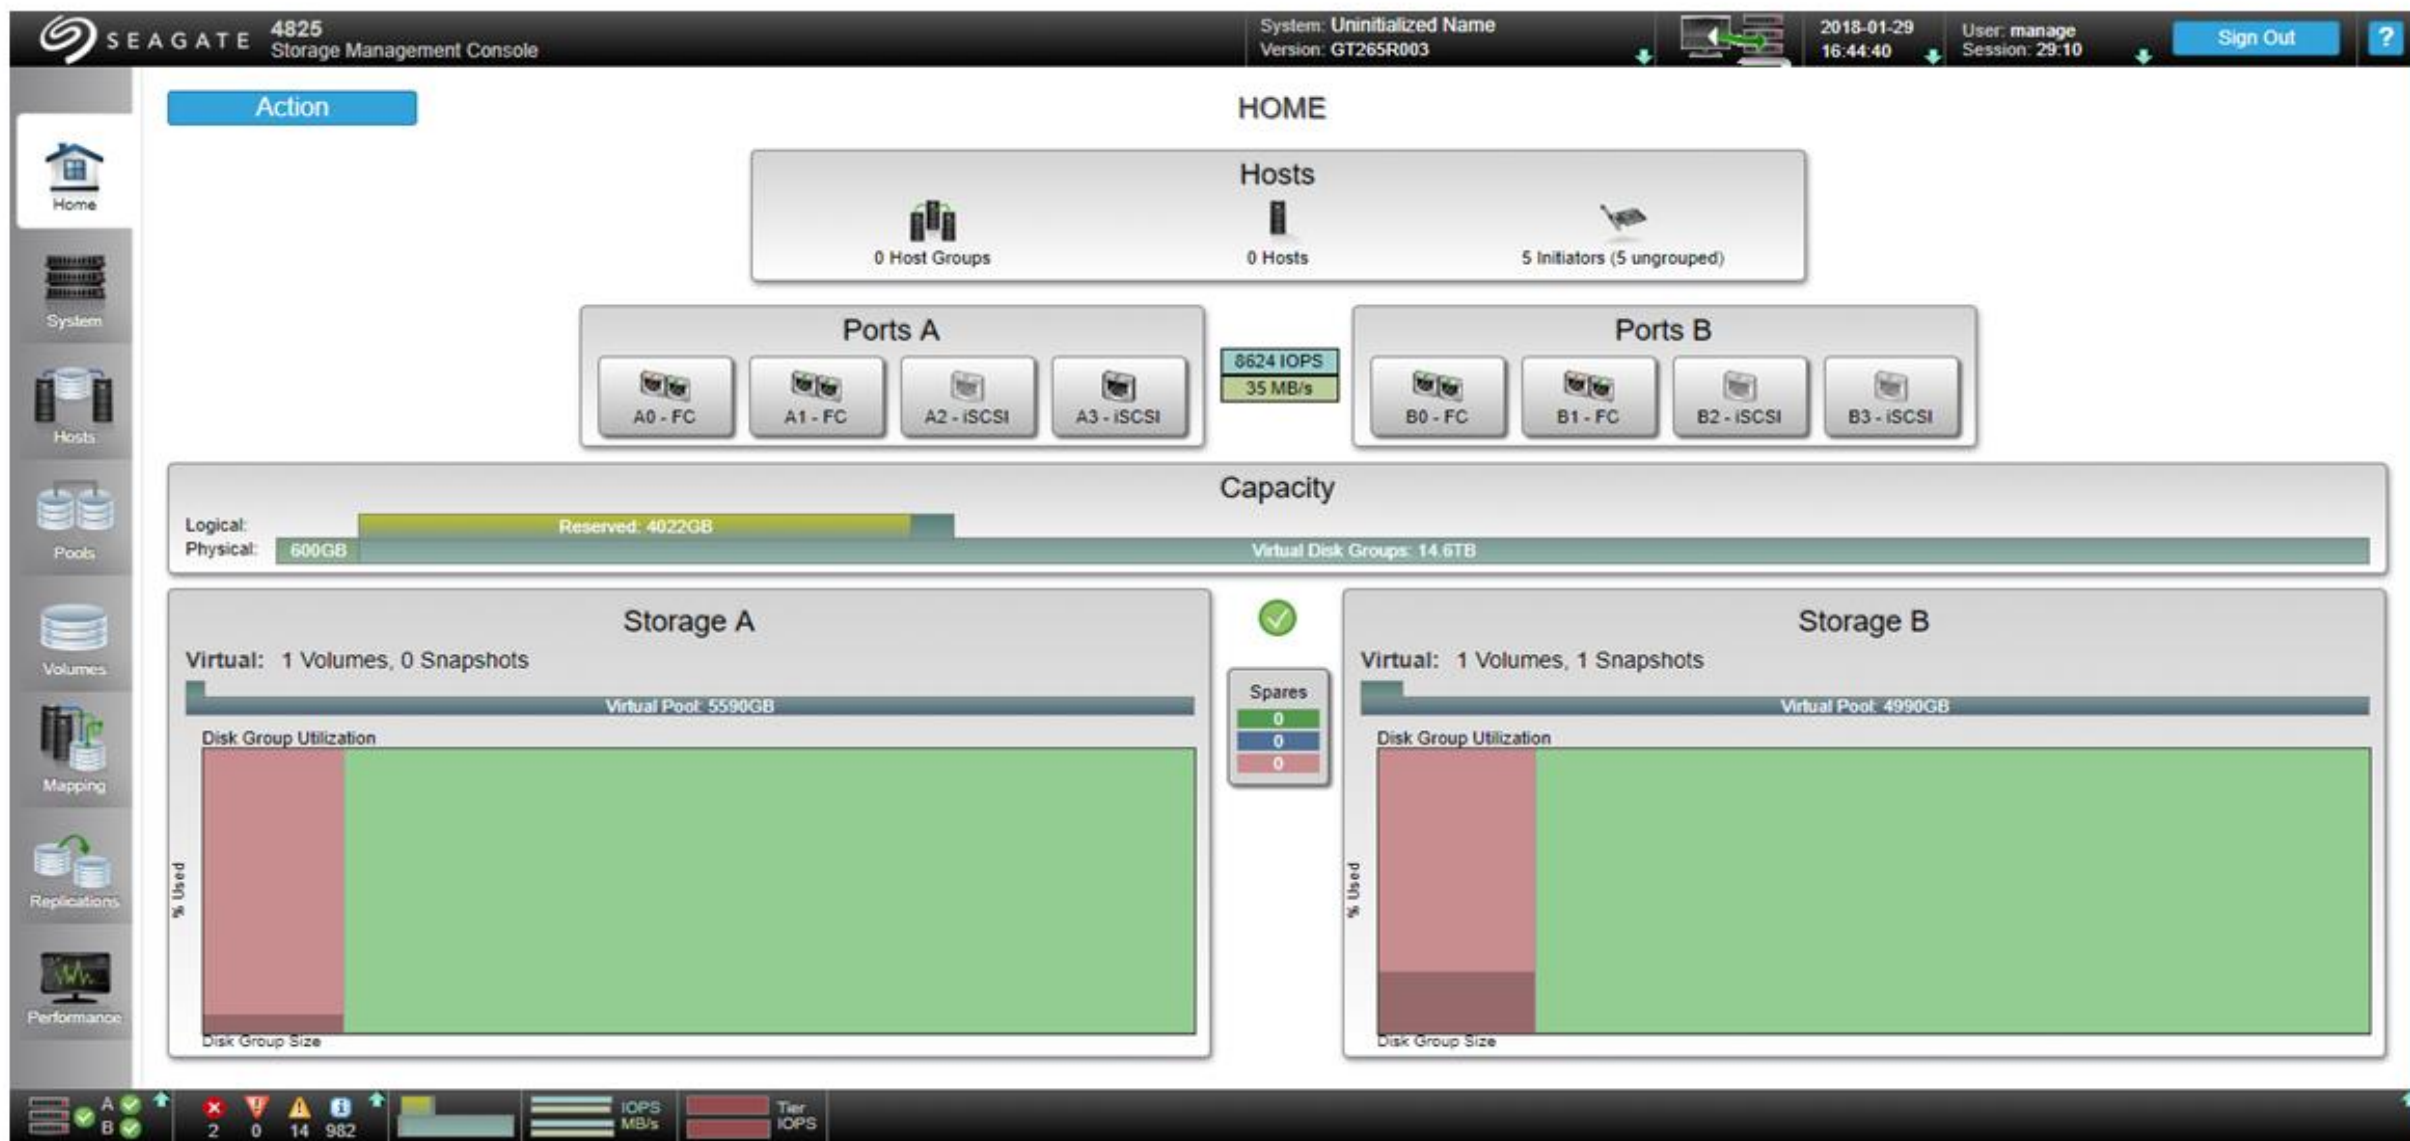 SEAGATE
4825
Storage Management Console
System: Uninitialized Name
Version: GT265R003
2018-01-29
16:44:40
User: manage
Session: 29:10
Sign Out
?
Action
HOME
Home
System
Hosts
Pools
Volumes
Mapping
Replications
Performance
Hosts
0 Host Groups
0 Hosts
5 Initiators (5 ungrouped)
Ports A
A0 - FC
A1 - FC
A2 - iSCSI
A3 - iSCSI
8624 IOPS
35 MB/s
Ports B
B0 - FC
B1 - FC
B2 - iSCSI
B3 - iSCSI
Capacity
Logical:
Reserved: 4022GB
Physical:
600GB
Virtual Disk Groups: 14.6TB
Storage A
Virtual: 1 Volumes, 0 Snapshots
Virtual Pool: 5590GB
Disk Group Utilization
% Used
Disk Group Size
Spares
0
0
0
Storage B
Virtual: 1 Volumes, 1 Snapshots
Virtual Pool: 4990GB
Disk Group Utilization
% Used
Disk Group Size
A
B
2
0
14
982
IOPS
MB/s
Tier
IOPS